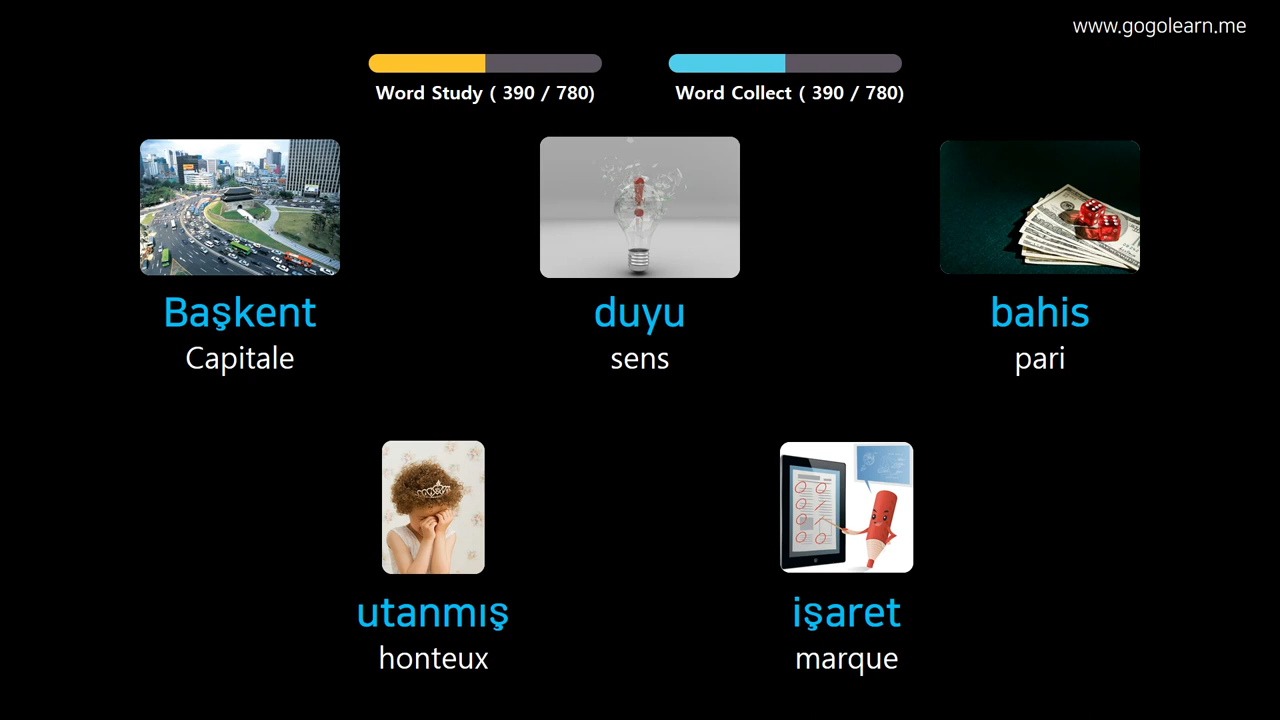 www.gogolearn.me
Word Study ( 390 / 780)
Word Collect ( 390 / 780)
Başkent
Capitale
duyu
sens
bahis
pari
utanmış
honteux
işaret
marque